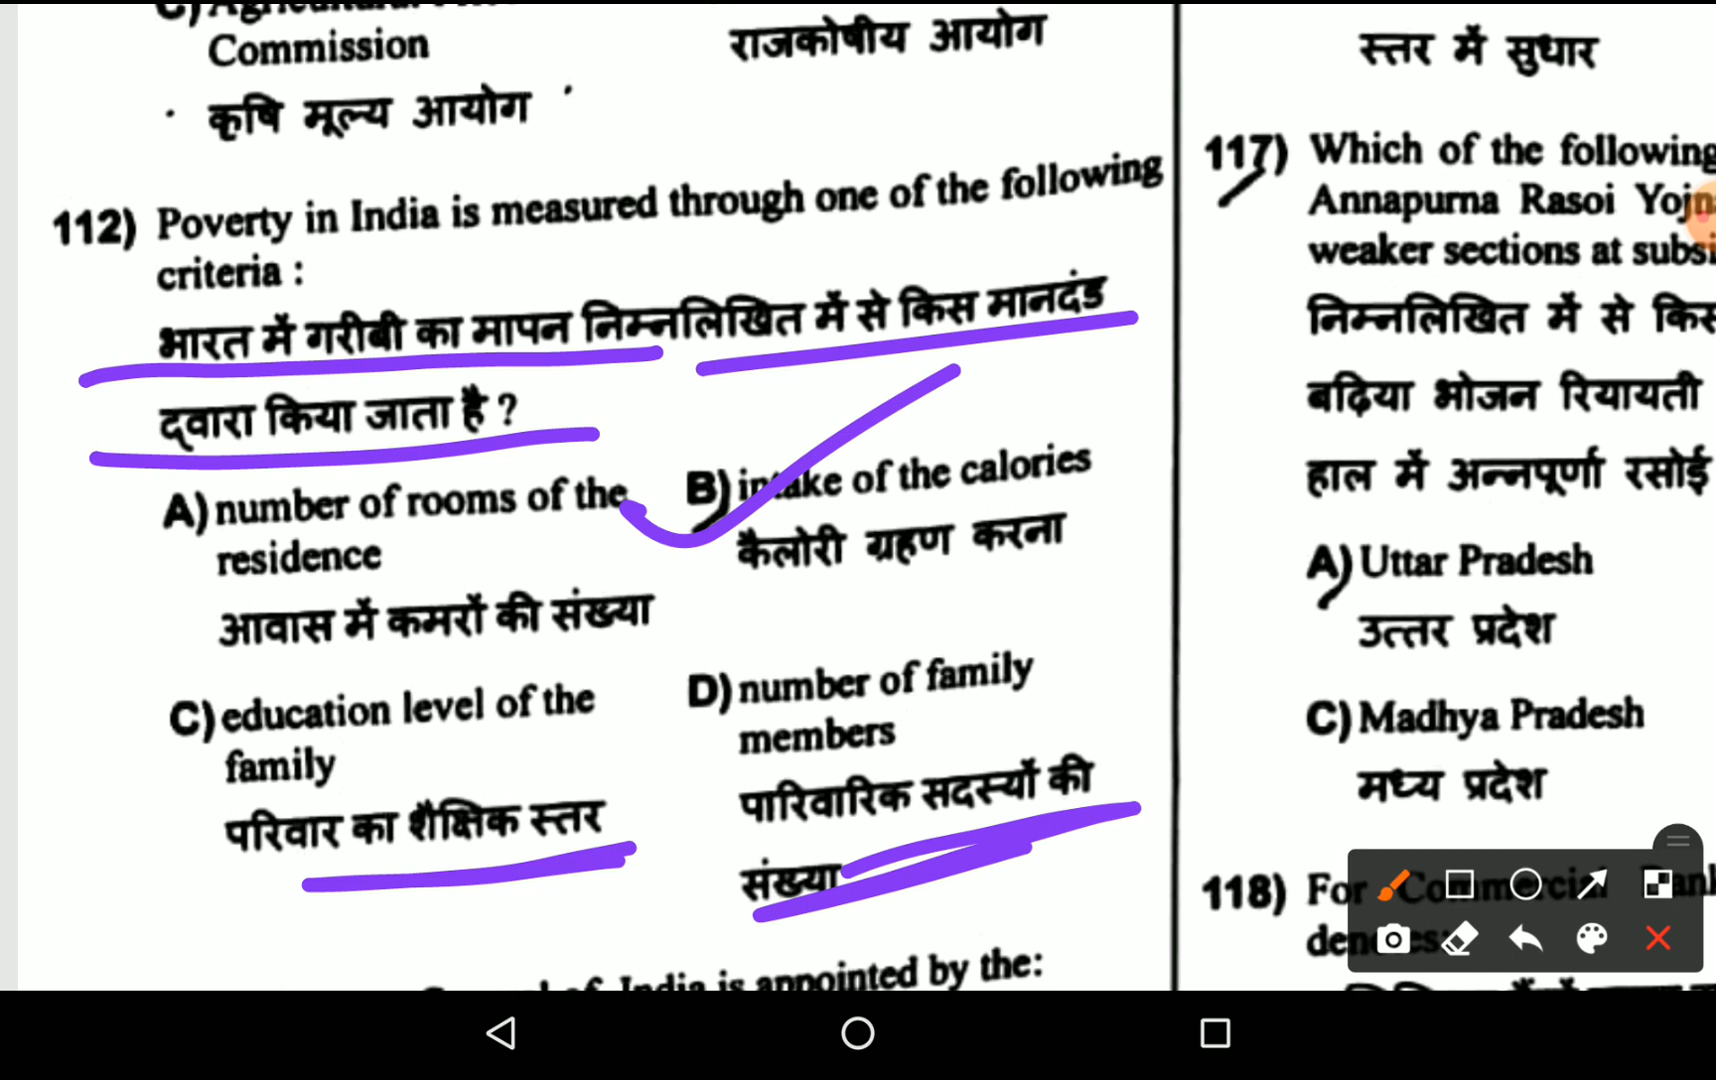 Commission
राजकोषीय आयोग
कृषि मूल्य आयोग
112) Poverty in India is measured through one of the following
criteria :
भारत में गरीबी का मापन निम्नलिखित में से किस मानदंड
द्वारा किया जाता है ?
A) number of rooms of the
residence
आवास में कमरों की संख्या
B) intake of the calories
कैलोरी ग्रहण करना
C) education level of the
family
परिवार का शैक्षिक स्तर
D) number of family
members
पारिवारिक सदस्यों की
संख्या
India is appointed by the:
स्तर में सुधार
117) Which of the following
Annapurna Rasoi
weaker sections at
निम्नलिखित में से
बढ़िया भोजन रियायती
हाल में अन्नपूर्णा रसोई
A) Uttar Pradesh
उत्तर प्रदेश
C) Madhya Pradesh
मध्य प्रदेश
118) For Commercial